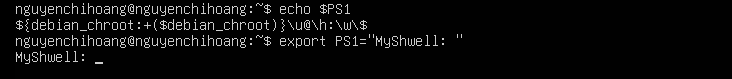 nguyenchihoang@nguyenchihoang:~$ echo $PS1
${debian_chroot:+($debian_chroot)}\u@\h:\w\$
nguyenchihoang@nguyenchihoang:~$ export PS1="MyShwell: "
MyShwell: _